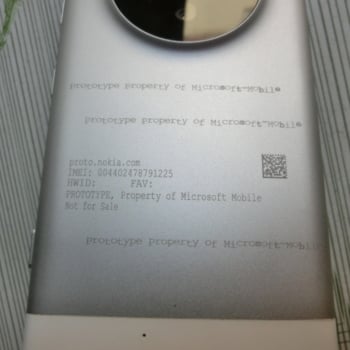 Prototype Property of Microsoft-Mobile
Prototype Property of Microsoft-Mobile
proto.nokia.com
IMEI: 004402478791225
HWID: FAV:
PROTOTYPE, Property of Microsoft Mobile
Not for Sale
Prototype Property of Microsoft-Mobile